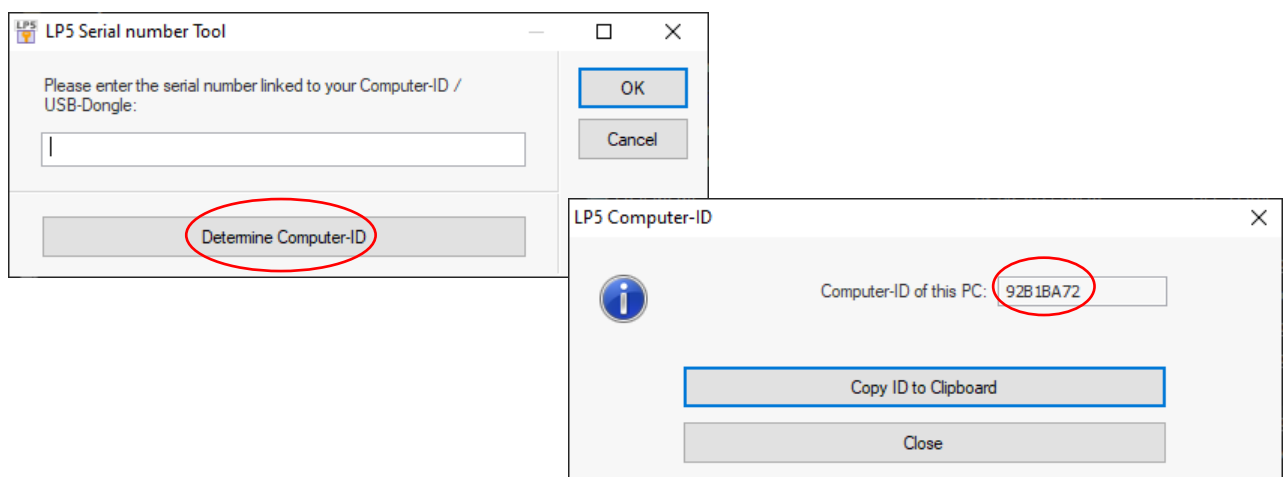 LP5 Serial number Tool
Please enter the serial number linked to your Computer-ID /
USB-Dongle:
OK
Cancel
Determine Computer-ID
LP5 Computer-ID
Computer-ID of this PC: 92B1BA72
Copy ID to Clipboard
Close